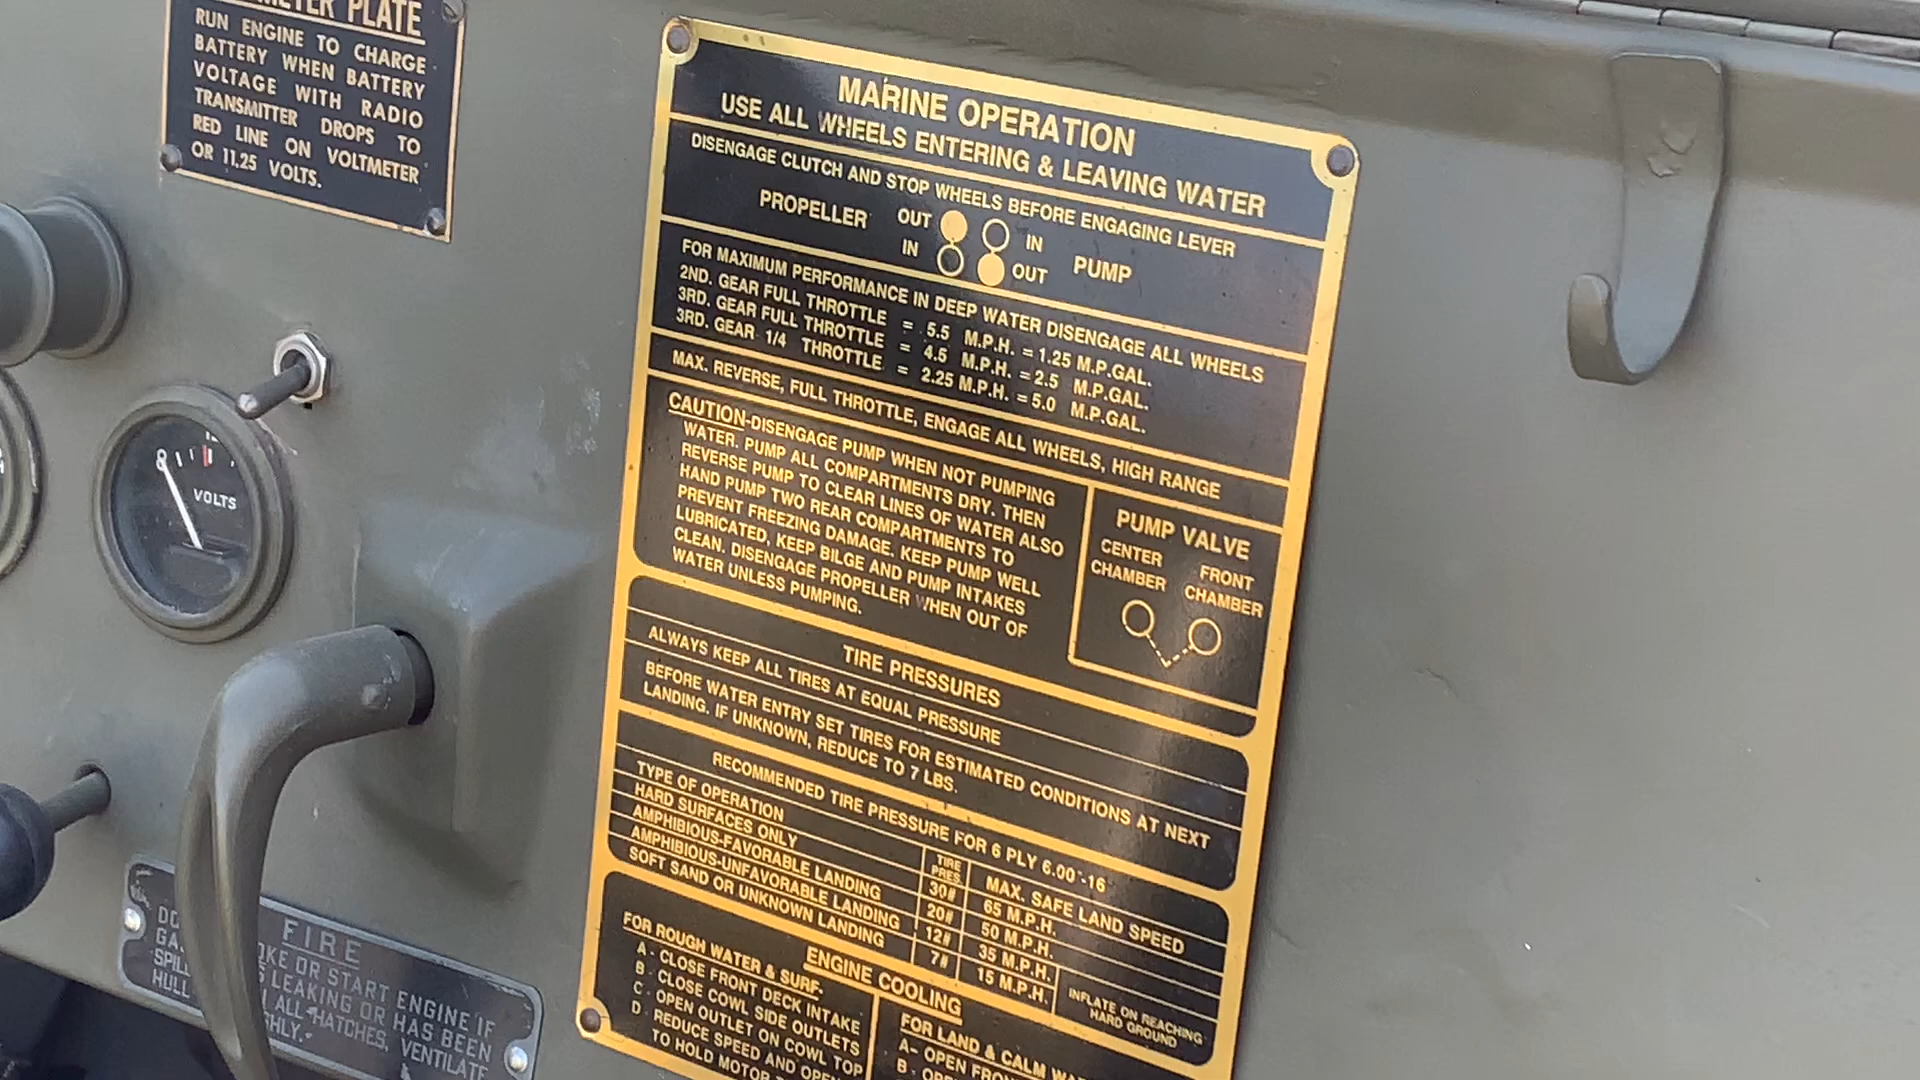 METER PLATE
RUN ENGINE TO CHARGE
BATTERY WHEN BATTERY
VOLTAGE WITH RADIO
TRANSMITTER DROPS TO
RED LINE ON VOLTMETER
OR 11.25 VOLTS.
8
VOLTS
MARINE OPERATION
USE ALL WHEELS ENTERING & LEAVING WATER
DISENGAGE CLUTCH AND STOP WHEELS BEFORE ENGAGING LEVER
PROPELLER OUT IN PUMP
IN OUT
FOR MAXIMUM PERFORMANCE IN DEEP WATER DISENGAGE ALL WHEELS
2ND. GEAR FULL THROTTLE = 5.5 M.P.H. = 1.25 M.P.GAL.
3RD. GEAR FULL THROTTLE = 4.5 M.P.H. = 2.5 M.P.GAL.
3RD. GEAR 1/4 THROTTLE = 2.25 M.P.H. = 5.0 M.P.GAL.
MAX. REVERSE, FULL THROTTLE, ENGAGE ALL WHEELS, HIGH RANGE
CAUTION-DISENGAGE PUMP WHEN NOT PUMPING
WATER. PUMP ALL COMPARTMENTS DRY. THEN
REVERSE PUMP TO CLEAR LINES OF WATER ALSO
HAND PUMP TWO REAR COMPARTMENTS TO
PREVENT FREEZING DAMAGE. KEEP PUMP WELL
LUBRICATED, KEEP BILGE AND PUMP INTAKES
CLEAN. DISENGAGE PROPELLER WHEN OUT OF
WATER UNLESS PUMPING.
PUMP VALVE
CENTER FRONT
CHAMBER CHAMBER
TIRE PRESSURES
ALWAYS KEEP ALL TIRES AT EQUAL PRESSURE
BEFORE WATER ENTRY SET TIRES FOR ESTIMATED CONDITIONS AT NEXT
LANDING. IF UNKNOWN, REDUCE TO 7 LBS.
RECOMMENDED TIRE PRESSURE FOR 6 PLY 6.00"-16
TYPE OF OPERATION TIRE PRES. MAX. SAFE LAND SPEED
HARD SURFACES ONLY 30# 65 M.P.H.
AMPHIBIOUS-FAVORABLE LANDING 20# 50 M.P.H.
AMPHIBIOUS-UNFAVORABLE LANDING 12# 35 M.P.H.
SOFT SAND OR UNKNOWN LANDING 7# 15 M.P.H.
INFLATE ON REACHING
HARD GROUND
ENGINE COOLING
FOR ROUGH WATER & SURF.
A - CLOSE FRONT DECK INTAKE
B - CLOSE COWL SIDE OUTLETS
C - OPEN OUTLET ON COWL TOP
D - REDUCE SPEED AND OPEN
TO HOLD MOTOR
FOR LAND & CALM WAT
A- OPEN FRON
B - OPE
FIRE
DO OKE OR START ENGINE IF
GA S LEAKING OR HAS BEEN
SPILL ALL HATCHES, VENTILATE
HULL HLY.